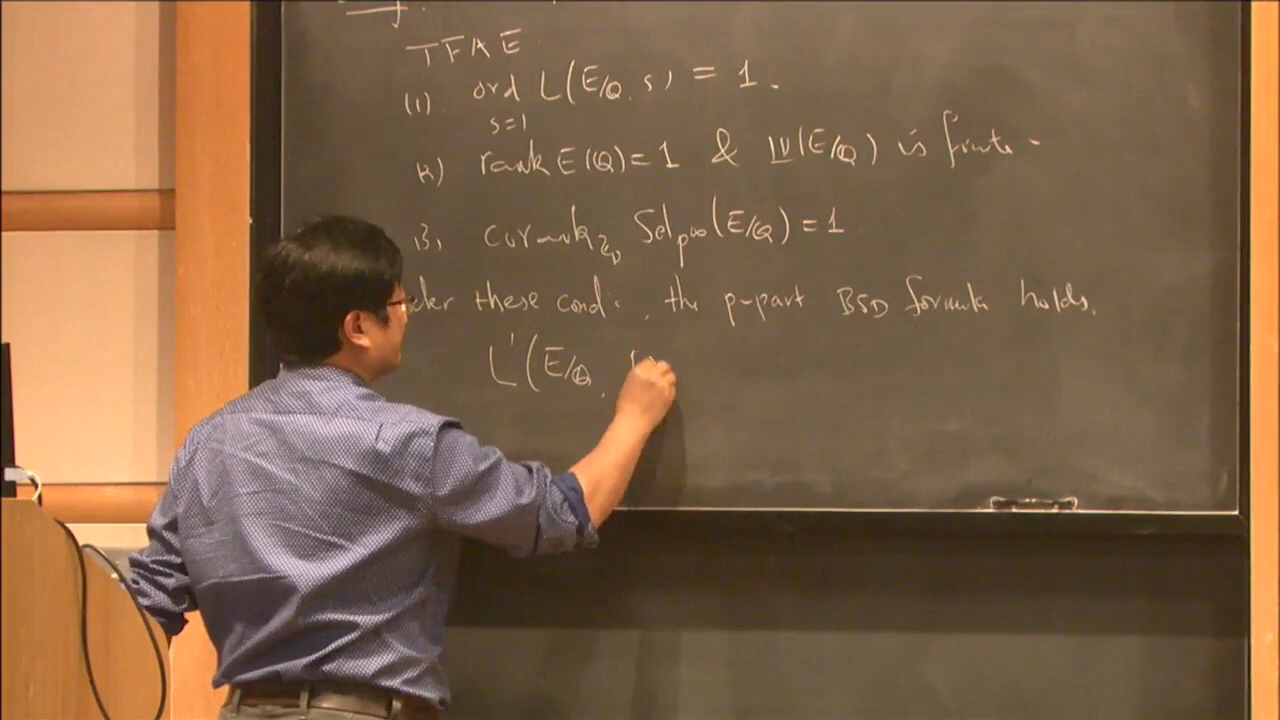 TFAE
(1) ord L(E/Q, s) = 1.
s=1
(2) rank E(Q) = 1 & Ш(E/Q) is finite.
(3) corank_{Z_p} Sel_{p^∞}(E/Q) = 1
these cond., the p-part BSD formula holds.
L'(E/Q,